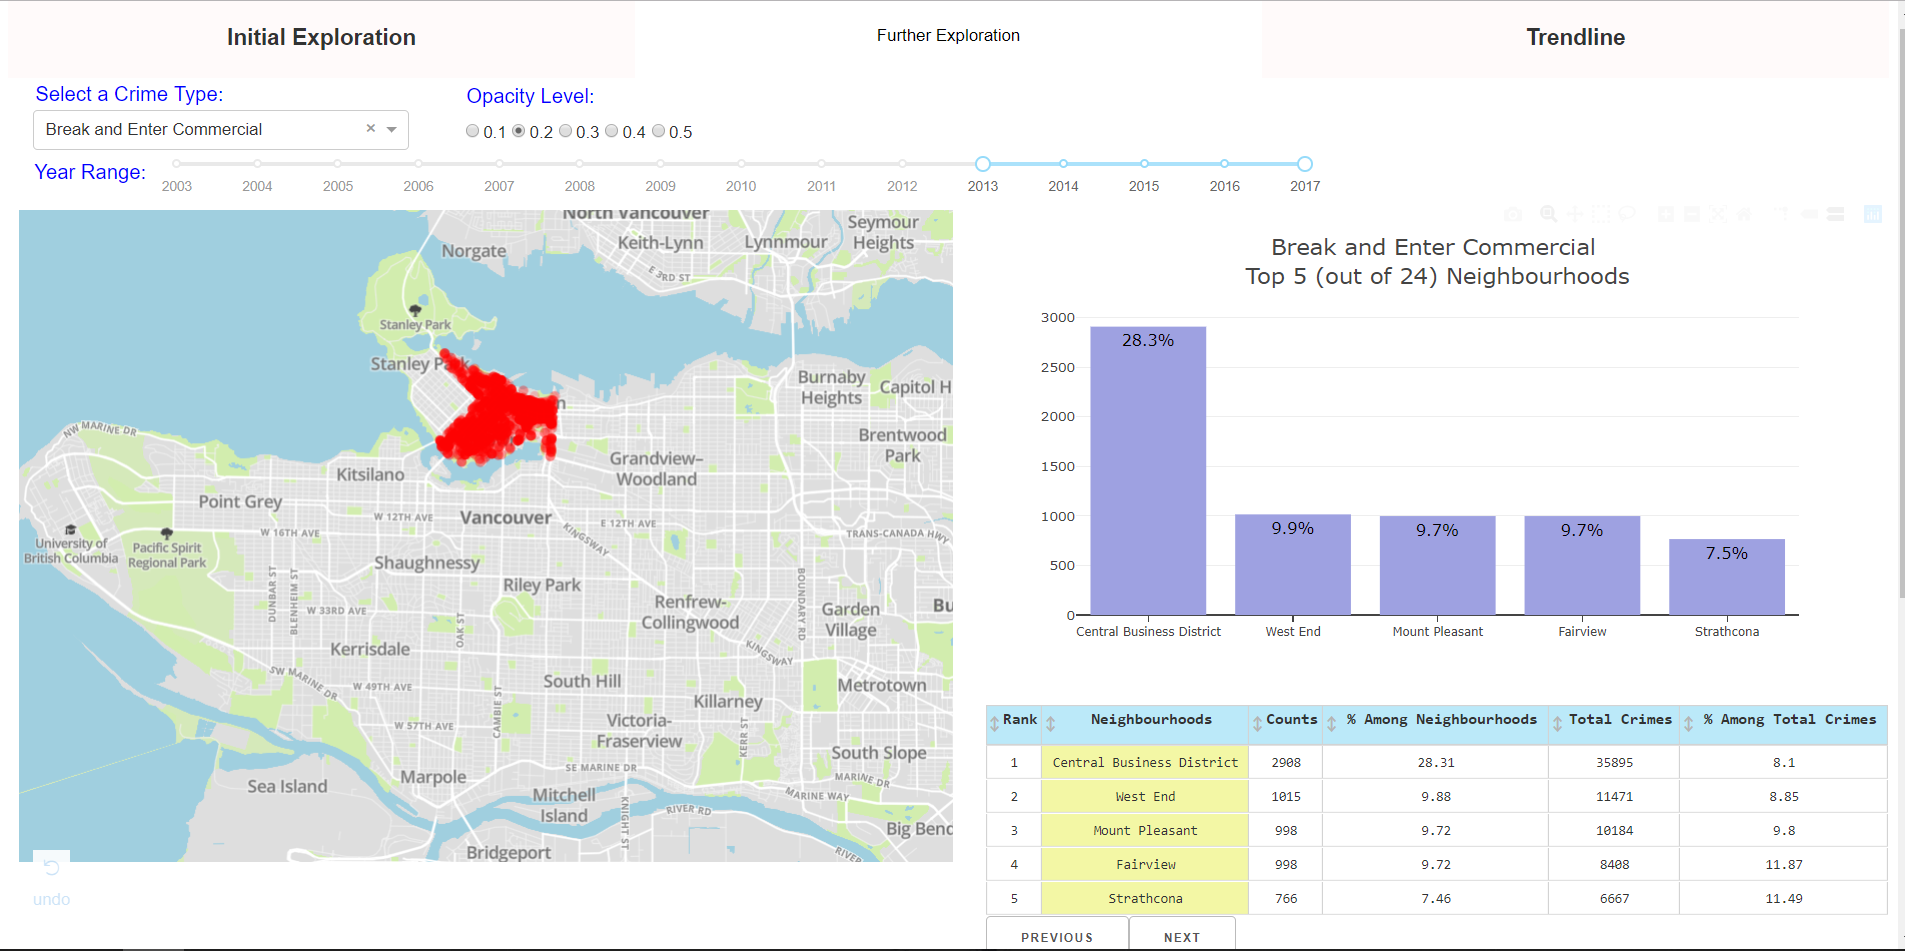 Initial Exploration
Further Exploration
Trendline
Select a Crime Type:
Break and Enter Commercial
Opacity Level:
0.1 0.2 0.3 0.4 0.5
Year Range:
2003 2004 2005 2006 2007 2008 2009 2010 2011 2012 2013 2014 2015 2016 2017
North Vancouver
Seymour
Heights
Keith-Lynn
Lynnmour
Norgate
E 3RD ST
Stanley Park
Stanley P
Burnaby
Heights
Capitol H
NW MARINE DR
Brentwood
Park
Kitsilano
Grandview–
Woodland
Point Grey
W 12TH AVE
Vancouver
E 12TH AVE
KINGSWAY
W 16TH AVE
TRANS-CANADA HWY
University of
British Columbia
Pacific Spirit
Regional Park
Shaughnessy
Riley Park
DUNBAR ST
BLENHEIM ST
W 33RD AVE
OAK ST
Renfrew-
Collingwood
BOUNDARY RD
Garden
Village
Bu
Kerrisdale
KINGSWAY
SW MARINE DR
W 49TH AVE
South Hill
Metrotown
CAMBIE ST
Killarney
W 57TH AVE
Victoria-
Fraserview
KERR ST
South Slope
SE MARINE DR
MARINE DR
Sea Island
Marpole
Mitchell
Island
MARINE WAY
KNIGHT ST
RIVER RD
Big Bend
Bridgeport
RIVER
undo
Break and Enter Commercial
Top 5 (out of 24) Neighbourhoods
3000
2500
2000
1500
1000
500
0
28.3%
9.9%
9.7%
9.7%
7.5%
Central Business District West End Mount Pleasant Fairview Strathcona
Rank Neighbourhoods Counts % Among Neighbourhoods Total Crimes % Among Total Crimes
1 Central Business District 2908 28.31 35895 8.1
2 West End 1015 9.88 11471 8.85
3 Mount Pleasant 998 9.72 10184 9.8
4 Fairview 998 9.72 8408 11.87
5 Strathcona 766 7.46 6667 11.49
PREVIOUS NEXT